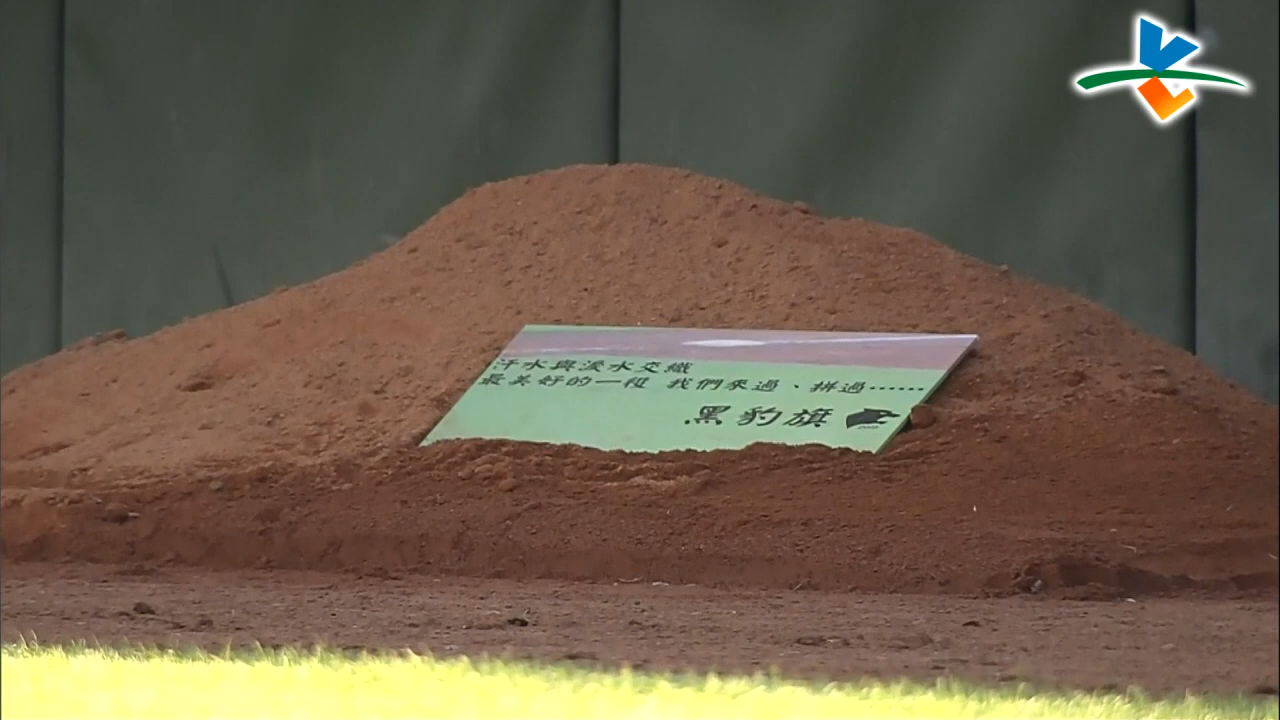 汗水與淚水交織
最美好的一程 我們來過、拼過⋯⋯
黑豹旗